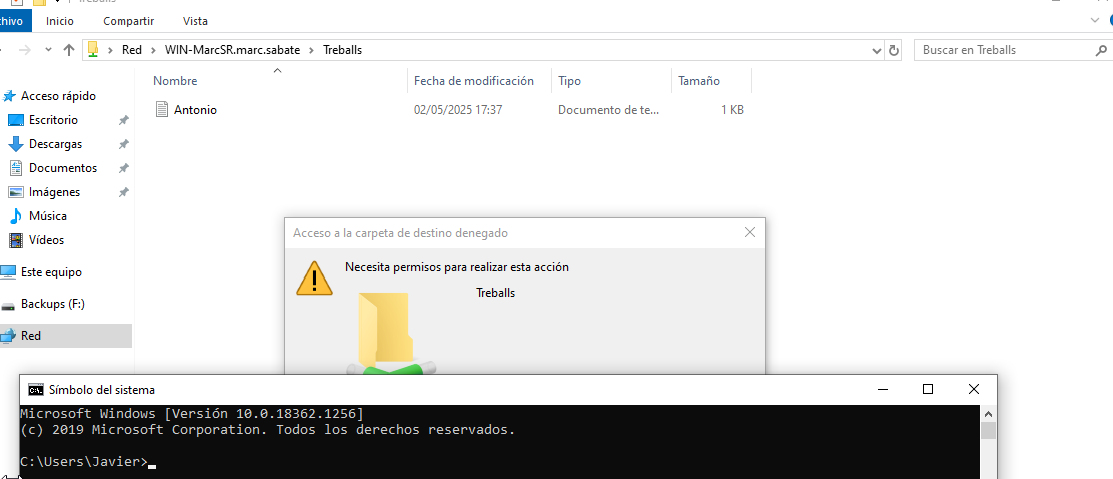 Treballs
chivo Inicio Compartir Vista
Red WIN-MarcSR.marc.sabate Treballs
Buscar en Treballs
Nombre Fecha de modificación Tipo Tamaño
Antonio 02/05/2025 17:37 Documento de te... 1 KB
Acceso rápido
Escritorio
Descargas
Documentos
Imágenes
Música
Vídeos
Este equipo
Backups (F:)
Red
Acceso a la carpeta de destino denegado
Necesita permisos para realizar esta acción
Treballs
C:\.
Símbolo del sistema
Microsoft Windows [Versión 10.0.18362.1256]
(c) 2019 Microsoft Corporation. Todos los derechos reservados.
C:\Users\Javier>